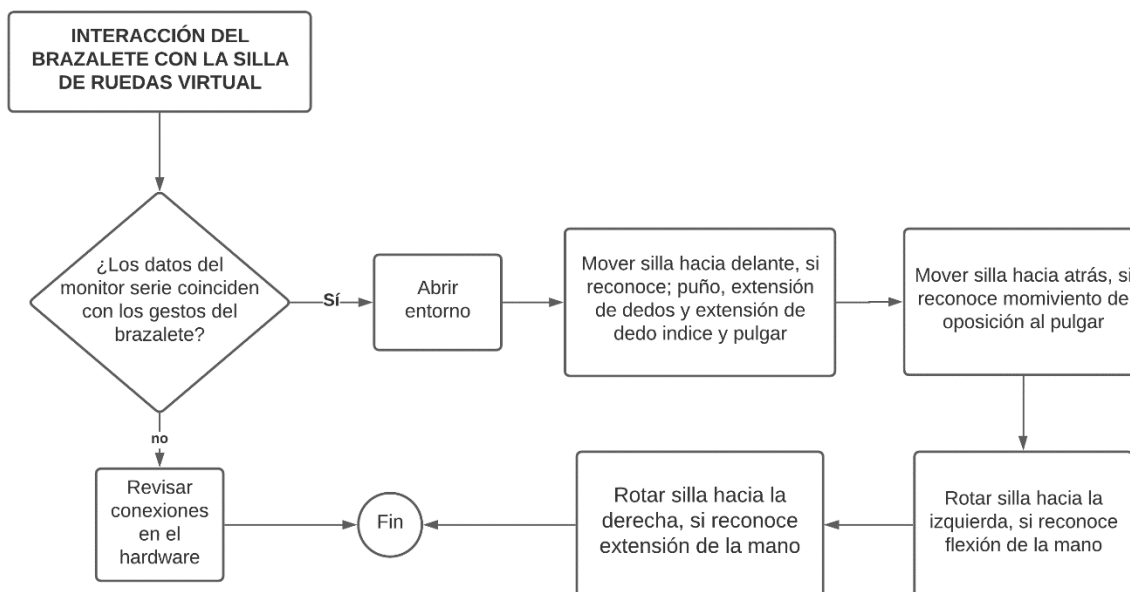 INTERACCIÓN DEL
BRAZALETE CON LA SILLA
DE RUEDAS VIRTUAL
¿Los datos del
monitor serie coinciden
con los gestos del
brazalete?
Sí
Abrir
entorno
Mover silla hacia delante, si
reconoce; puño, extensión
de dedos y extensión de
dedo indice y pulgar
Mover silla hacia atrás, si
reconoce momiviento de
oposición al pulgar
no
Revisar
conexiones
en el
hardware
Fin
Rotar silla hacia la
derecha, si reconoce
extensión de la mano
Rotar silla hacia la
izquierda, si reconoce
flexión de la mano